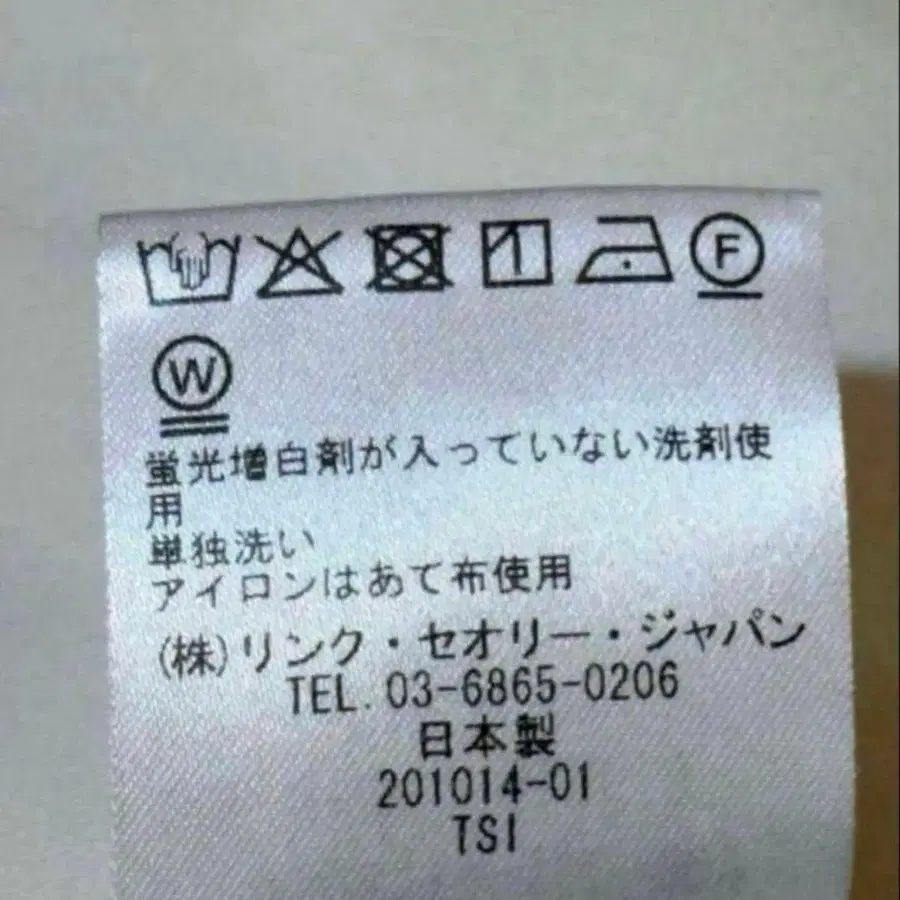 F
W
蛍光増白剤が入っていない洗剤使
用
単独洗い
アイロンはあて布使用
(株)リンク・セオリー・ジャパン
TEL.03-6865-0206
日本製
201014-01
TSI